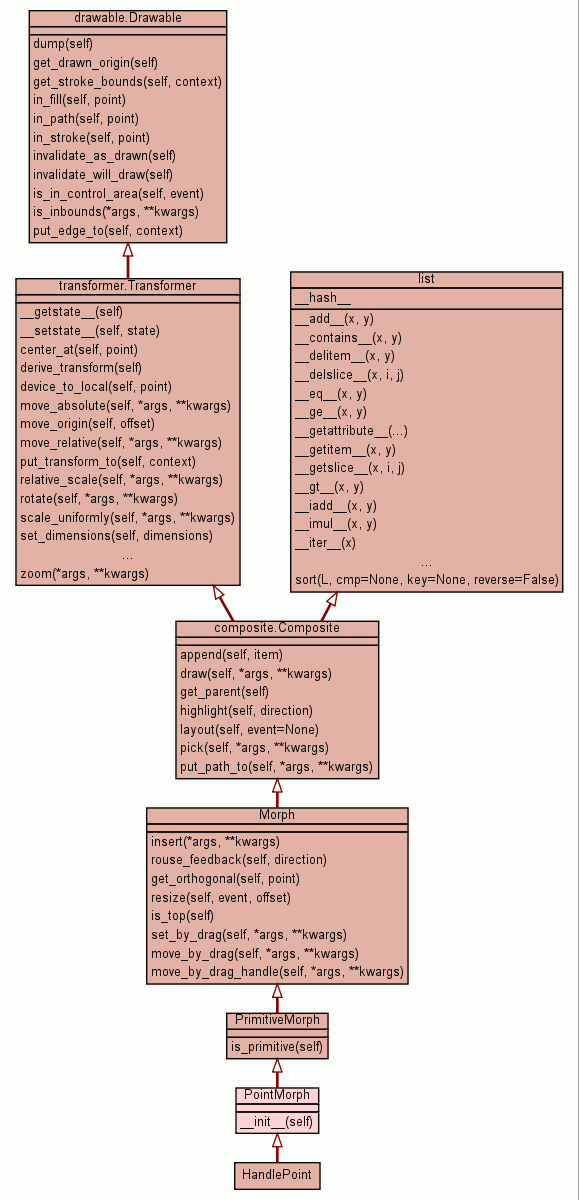 drawable.Drawable
dump(self)
get_drawn_origin(self)
get_stroke_bounds(self, context)
in_fill(self, point)
in_path(self, point)
in_stroke(self, point)
invalidate_as_drawn(self)
invalidate_will_draw(self)
is_in_control_area(self, event)
is_inbounds(*args, **kwargs)
put_edge_to(self, context)
transformer.Transformer
__getstate__(self)
__setstate__(self, state)
center_at(self, point)
derive_transform(self)
device_to_local(self, point)
move_absolute(self, *args, **kwargs)
move_origin(self, offset)
move_relative(self, *args, **kwargs)
put_transform_to(self, context)
relative_scale(self, *args, **kwargs)
rotate(self, *args, **kwargs)
scale_uniformly(self, *args, **kwargs)
set_dimensions(self, dimensions)
...
zoom(*args, **kwargs)
list
__hash__
__add__(x, y)
__contains__(x, y)
__delitem__(x, y)
__delslice__(x, i, j)
__eq__(x, y)
__ge__(x, y)
__getattribute__(...)
__getitem__(x, y)
__getslice__(x, i, j)
__gt__(x, y)
__iadd__(x, y)
__imul__(x, y)
__iter__(x)
...
sort(L, cmp=None, key=None, reverse=False)
composite.Composite
append(self, item)
draw(self, *args, **kwargs)
get_parent(self)
highlight(self, direction)
layout(self, event=None)
pick(self, *args, **kwargs)
put_path_to(self, *args, **kwargs)
Morph
insert(*args, **kwargs)
rouse_feedback(self, direction)
get_orthogonal(self, point)
resize(self, event, offset)
is_top(self)
set_by_drag(self, *args, **kwargs)
move_by_drag(self, *args, **kwargs)
move_by_drag_handle(self, *args, **kwargs)
PrimitiveMorph
is_primitive(self)
PointMorph
__init__(self)
HandlePoint